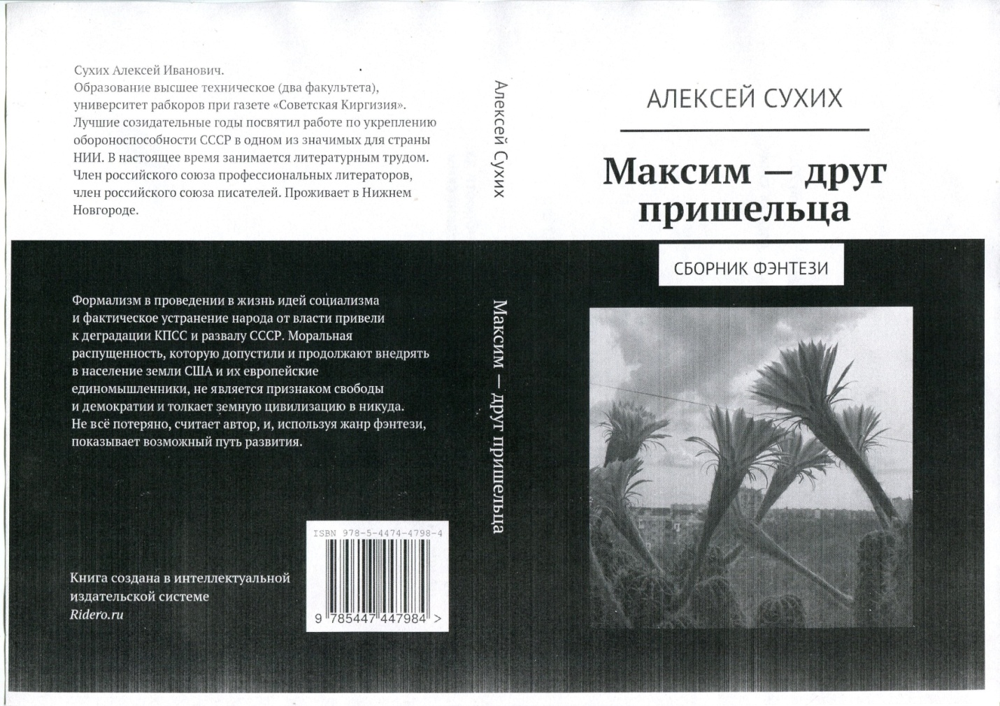 Сухих Алексей Иванович.
Образование высшее техническое (два факультета),
университет рабкоров при газете «Советская Киргизия».
Лучшие созидательные годы посвятил работе по укреплению
обороноспособности СССР в одном из значимых для страны
НИИ. В настоящее время занимается литературным трудом.
Член российского союза профессиональных литераторов,
член российского союза писателей. Проживает в Нижнем
Новгороде.
Формализм в проведении в жизнь идей социализма
и фактическое устранение народа от власти привели
к деградации КПСС и развалу СССР. Моральная
распущенность, которую допустили и продолжают внедрять
в население земли США и их европейские
единомышленники, не является признаком свободы
и демократии и толкает земную цивилизацию в никуда.
Не всё потеряно, считает автор, и, используя жанр фэнтези,
показывает возможный путь развития.
Книга создана в интеллектуальной
издательской системе
Ridero.ru
ISBN 978-5-4474-4798-4
9 785447 447984 >
Алексей Сухих
Максим — друг пришельца
АЛЕКСЕЙ СУХИХ
Максим — друг
пришельца
СБОРНИК ФЭНТЕЗИ